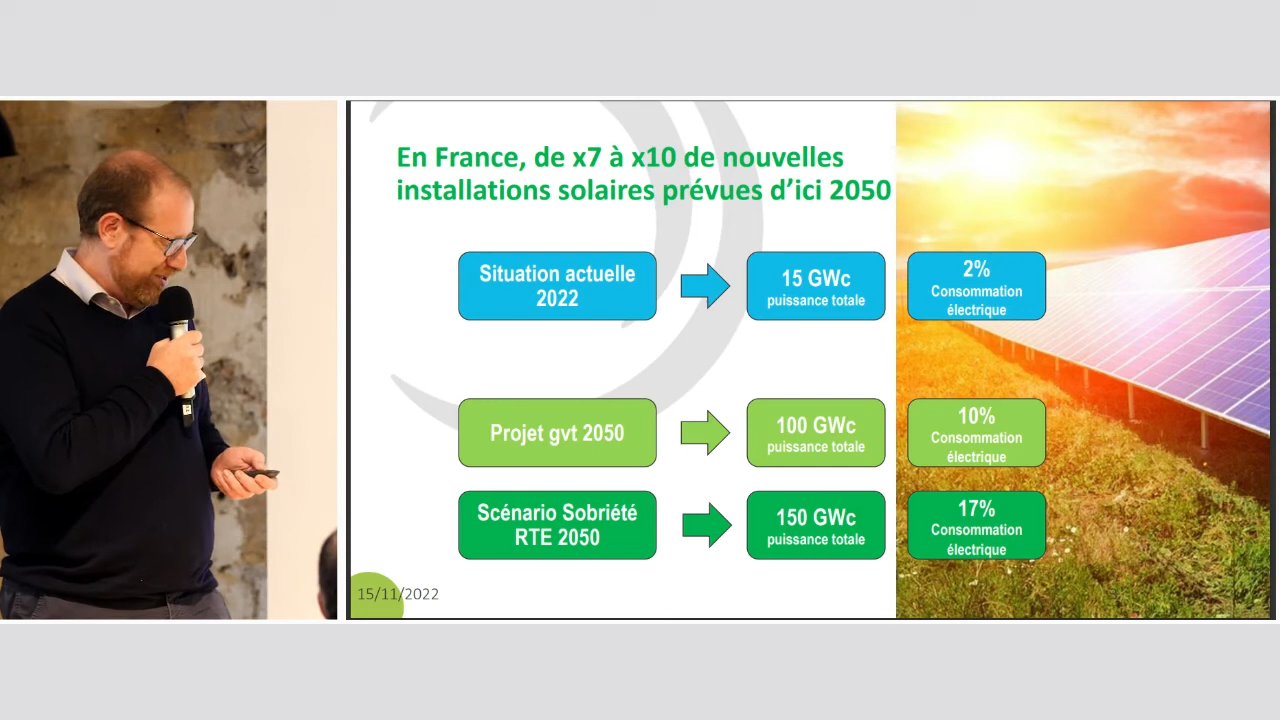 En France, de x7 à x10 de nouvelles
installations solaires prévues d’ici 2050
Situation actuelle
2022
15 GWc
puissance totale
2%
Consommation
électrique
Projet gvt 2050
100 GWc
puissance totale
10%
Consommation
électrique
Scénario Sobriété
RTE 2050
150 GWc
puissance totale
17%
Consommation
électrique
15/11/2022